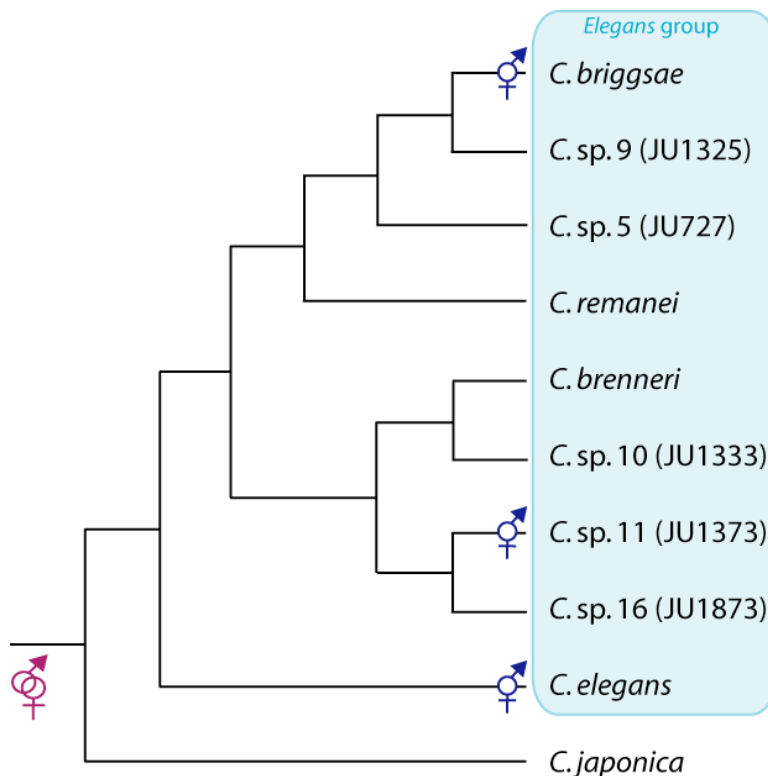 Elegans group
C. briggsae
C. sp. 9 (JU1325)
C. sp. 5 (JU727)
C. remanei
C. brenneri
C. sp. 10 (JU1333)
C. sp. 11 (JU1373)
C. sp. 16 (JU1873)
C. elegans
C. japonica